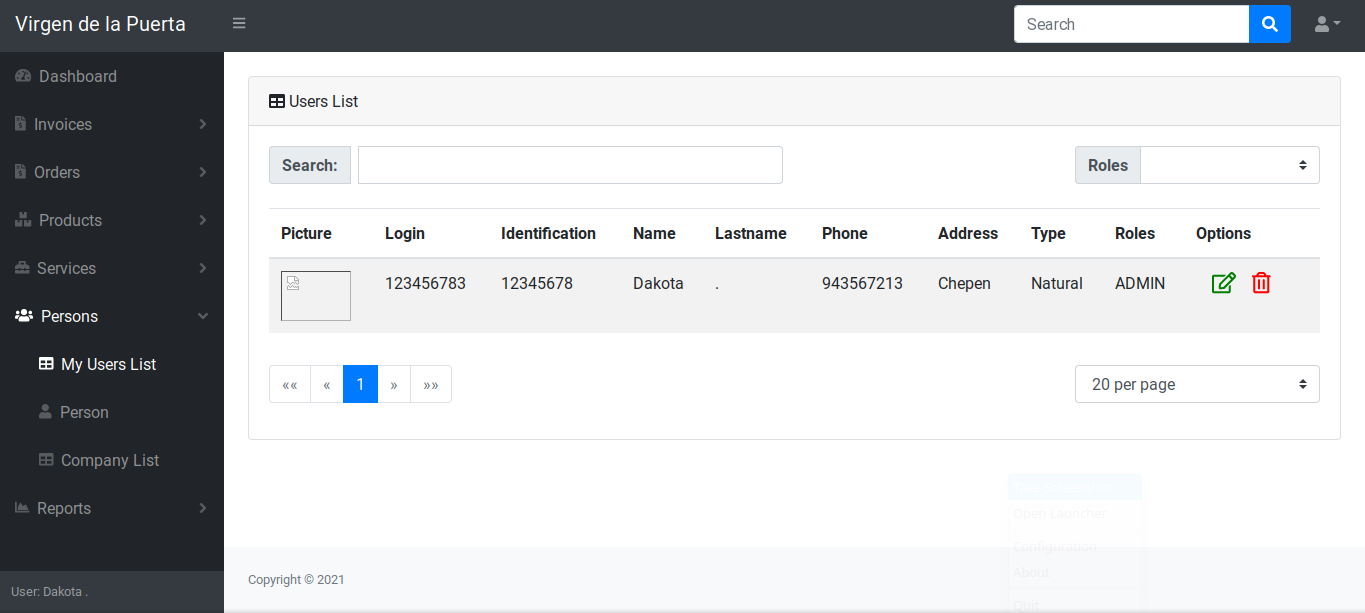 Virgen de la Puerta
Search
Dashboard
Invoices
Orders
Products
Services
Persons
My Users List
Person
Company List
Reports
User: Dakota .
Users List
Search:
Roles
Picture Login Identification Name Lastname Phone Address Type Roles Options
123456783 12345678 Dakota . 943567213 Chepen Natural ADMIN
«« « 1 » »»
20 per page
Open Launcher
Configuration
About
Quit
Copyright © 2021